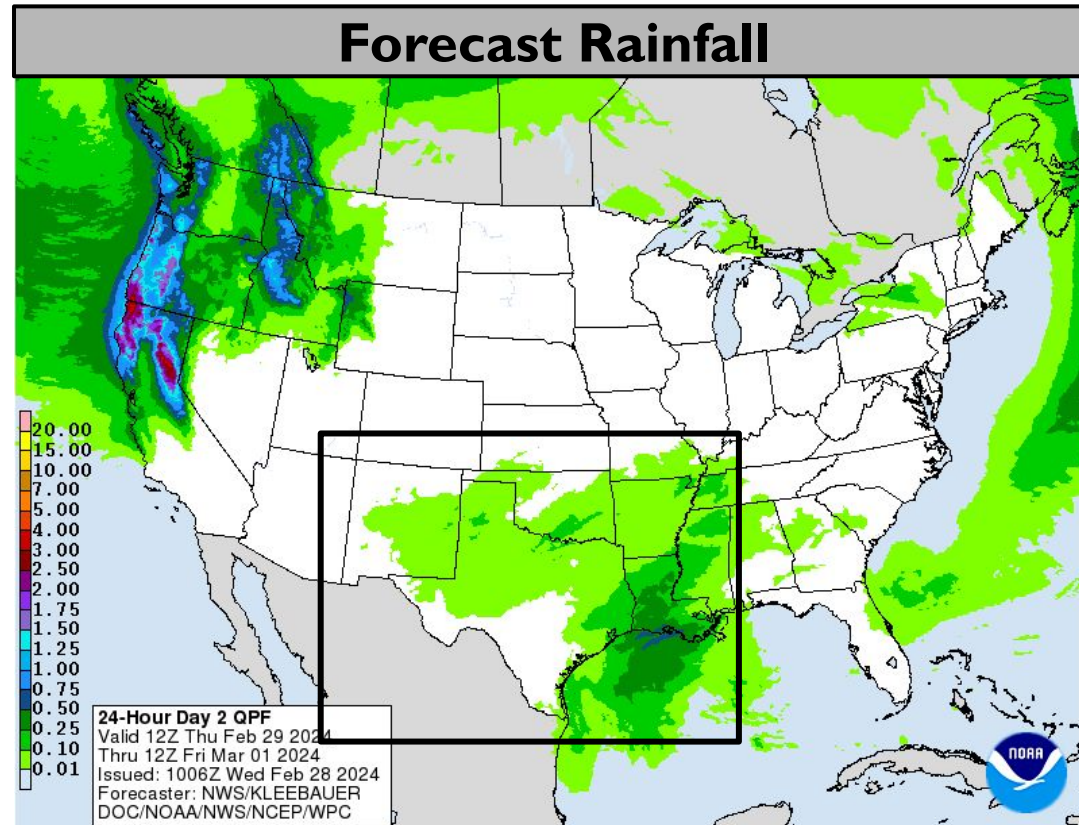 Forecast Rainfall
20.00
15.00
10.00
7.00
5.00
4.00
3.00
2.50
2.00
1.75
1.50
1.25
1.00
0.75
0.50
0.25
0.10
0.01
24-Hour Day 2 QPF
Valid 12Z Thu Feb 29 2024
Thru 12Z Fri Mar 01 2024
Issued: 1006Z Wed Feb 28 2024
Forecaster: NWS/KLEEBAUER
DOC/NOAA/NWS/NCEP/WPC
NOAA